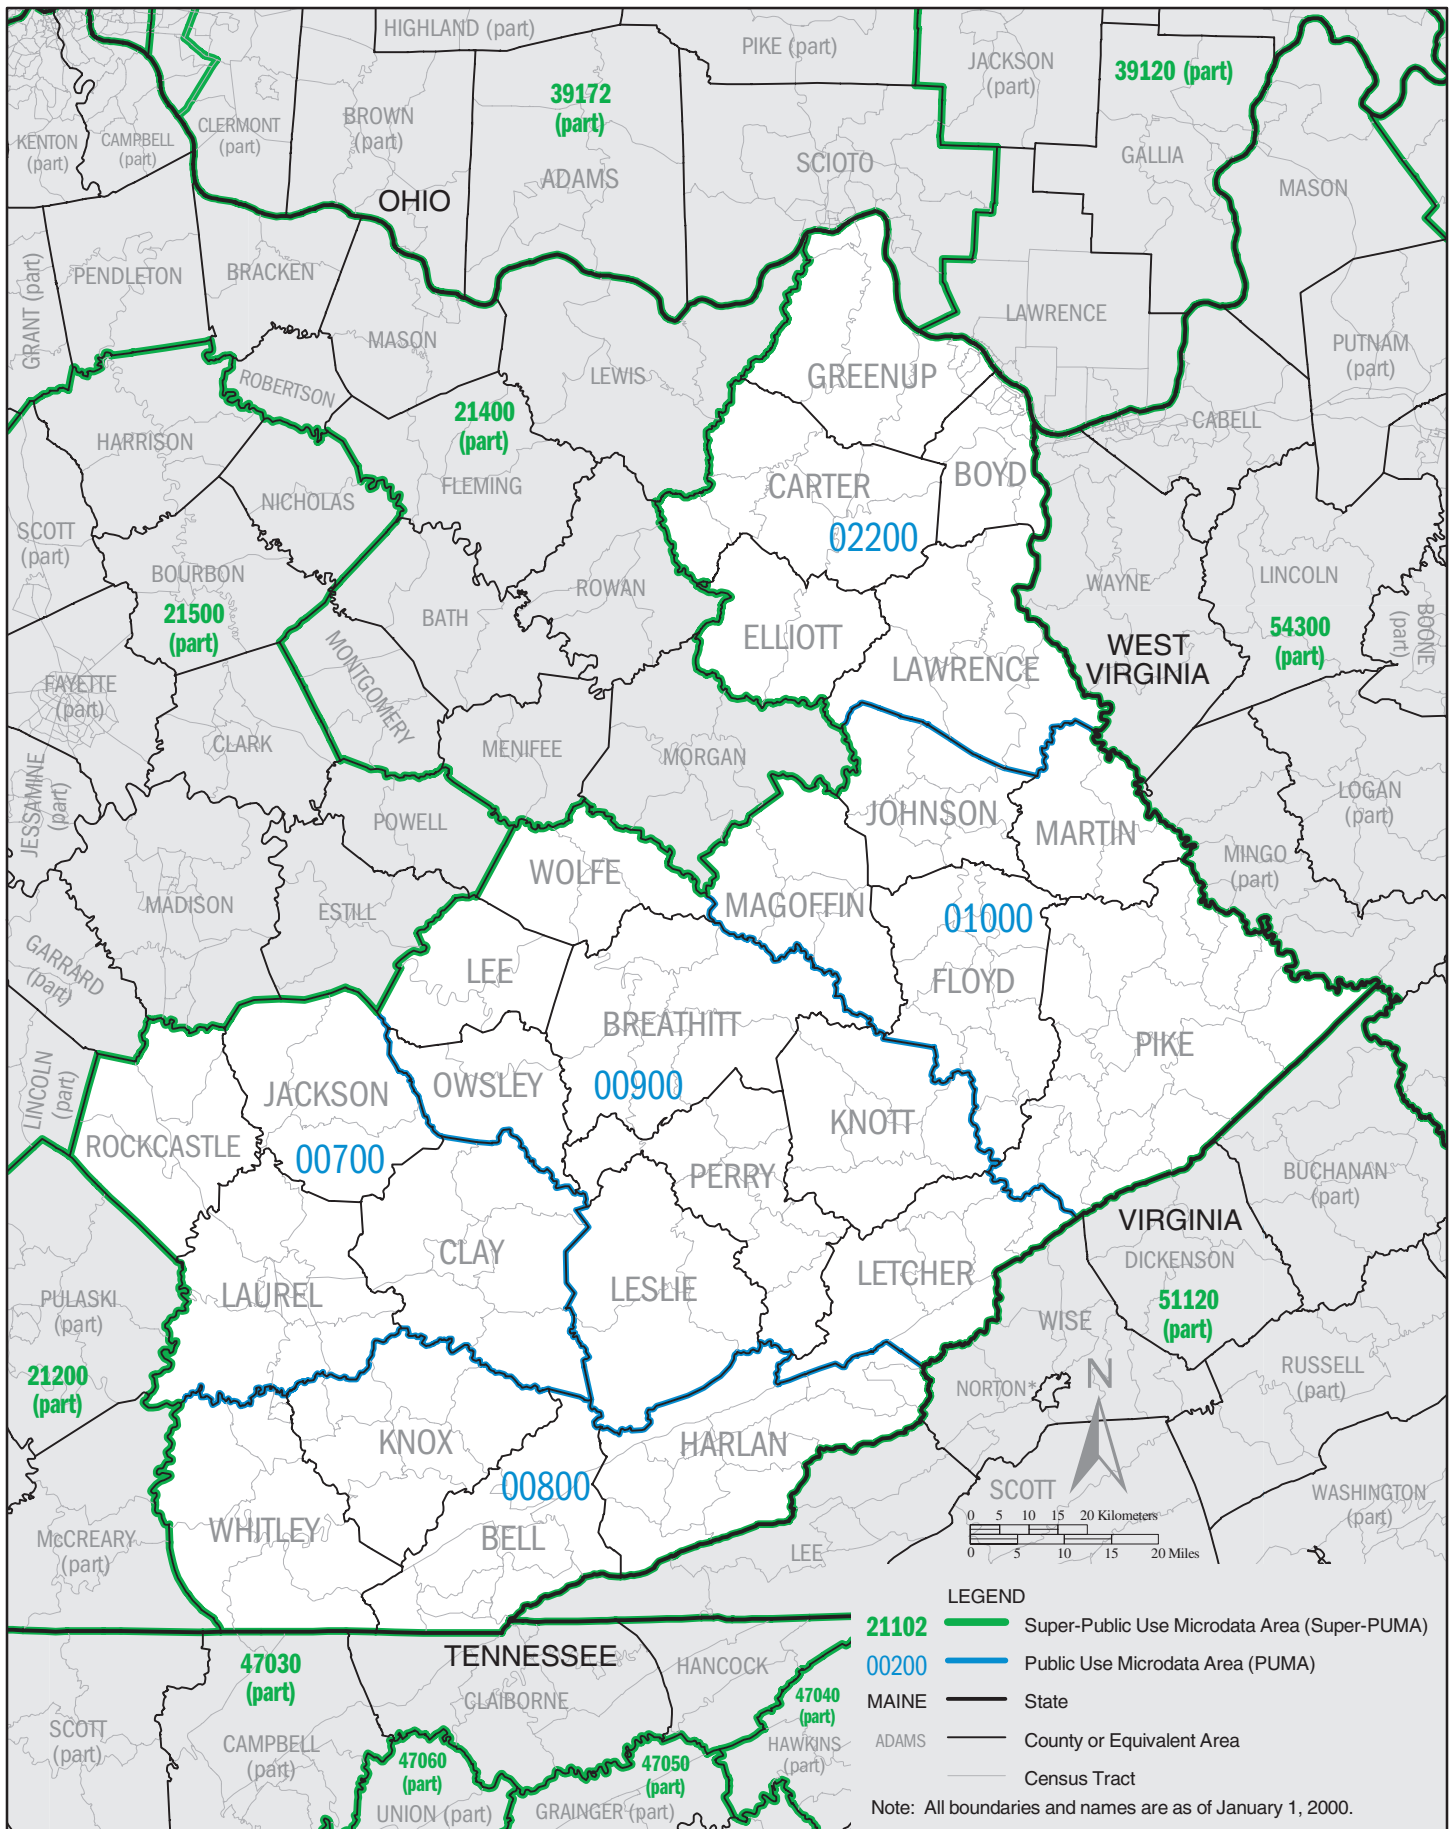 HIGHLAND (part)
PIKE (part)
JACKSON
(part)
39120 (part)
39172
(part)
KENTON
(part)
CAMPBELL
(part)
CLERMONT
(part)
BROWN
(part)
ADAMS
SCIOTO
GALLIA
MASON
OHIO
GRANT (part)
PENDLETON
BRACKEN
MASON
LEWIS
LAWRENCE
PUTNAM
(part)
ROBERTSON
GREENUP
CABELL
HARRISON
21400
(part)
FLEMING
NICHOLAS
CARTER
BOYD
02200
SCOTT
(part)
BOURBON
21500
(part)
BATH
ROWAN
WAYNE
LINCOLN
54300
(part)
BOONE
(part)
ELLIOTT
LAWRENCE
WEST
VIRGINIA
FAYETTE
(part)
MONTGOMERY
CLARK
MENIFEE
MORGAN
JESSAMINE
(part)
POWELL
JOHNSON
MARTIN
LOGAN
(part)
MINGO
(part)
WOLFE
MAGOFFIN
01000
MADISON
ESTILL
GARRARD
(part)
LEE
FLOYD
BREATHITT
PIKE
LINCOLN
(part)
JACKSON
OWSLEY
00900
KNOTT
ROCKCASTLE
00700
PERRY
BUCHANAN
(part)
VIRGINIA
DICKENSON
51120
(part)
CLAY
LETCHER
LAUREL
LESLIE
PULASKI
(part)
21200
(part)
WISE
RUSSELL
(part)
NORTON*
N
KNOX
HARLAN
00800
SCOTT
WASHINGTON
(part)
WHITLEY
BELL
McCREARY
(part)
LEE
0 5 10 15 20 Kilometers
0 5 10 15 20 Miles
LEGEND
21102 Super-Public Use Microdata Area (Super-PUMA)
00200 Public Use Microdata Area (PUMA)
MAINE State
ADAMS County or Equivalent Area
Census Tract
Note: All boundaries and names are as of January 1, 2000.
TENNESSEE
47030
(part)
HANCOCK
CLAIBORNE
47040
(part)
SCOTT
(part)
CAMPBELL
(part)
HAWKINS
(part)
47060
(part)
47050
(part)
UNION (part)
GRAINGER (part)